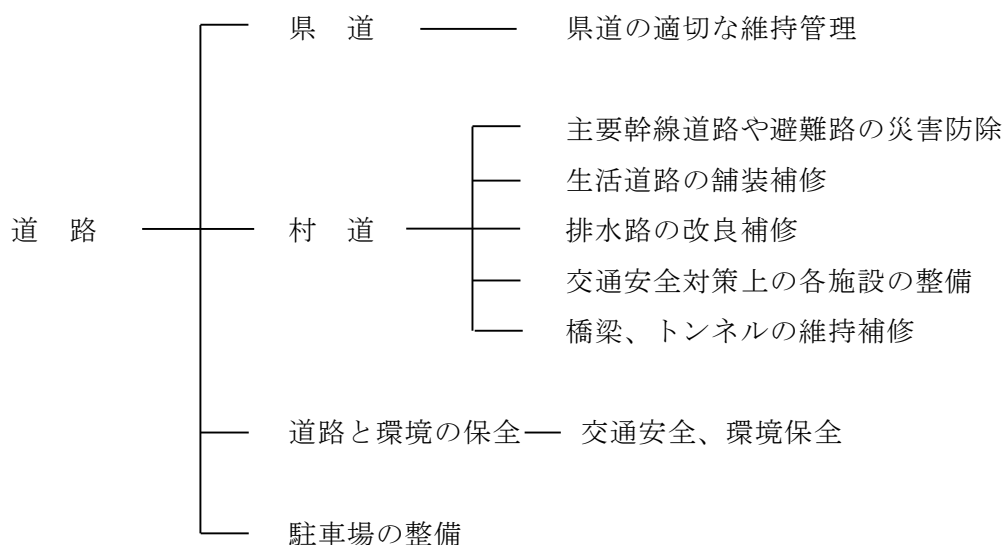 県　道　県道の適切な維持管理
主要幹線道路や避難路の災害防除
生活道路の舗装補修
道　路　村　道　排水路の改良補修
交通安全対策上の各施設の整備
橋梁、トンネルの維持補修
道路と環境の保全　交通安全、環境保全
駐車場の整備